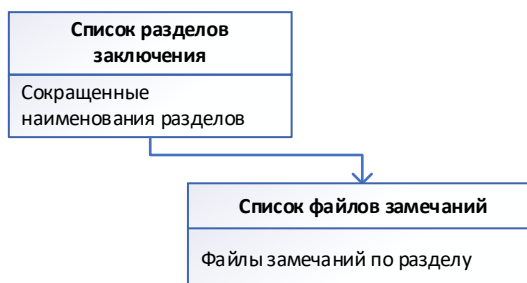 Список разделов
заключения
Сокращенные
наименования разделов
Список файлов замечаний
Файлы замечаний по разделу